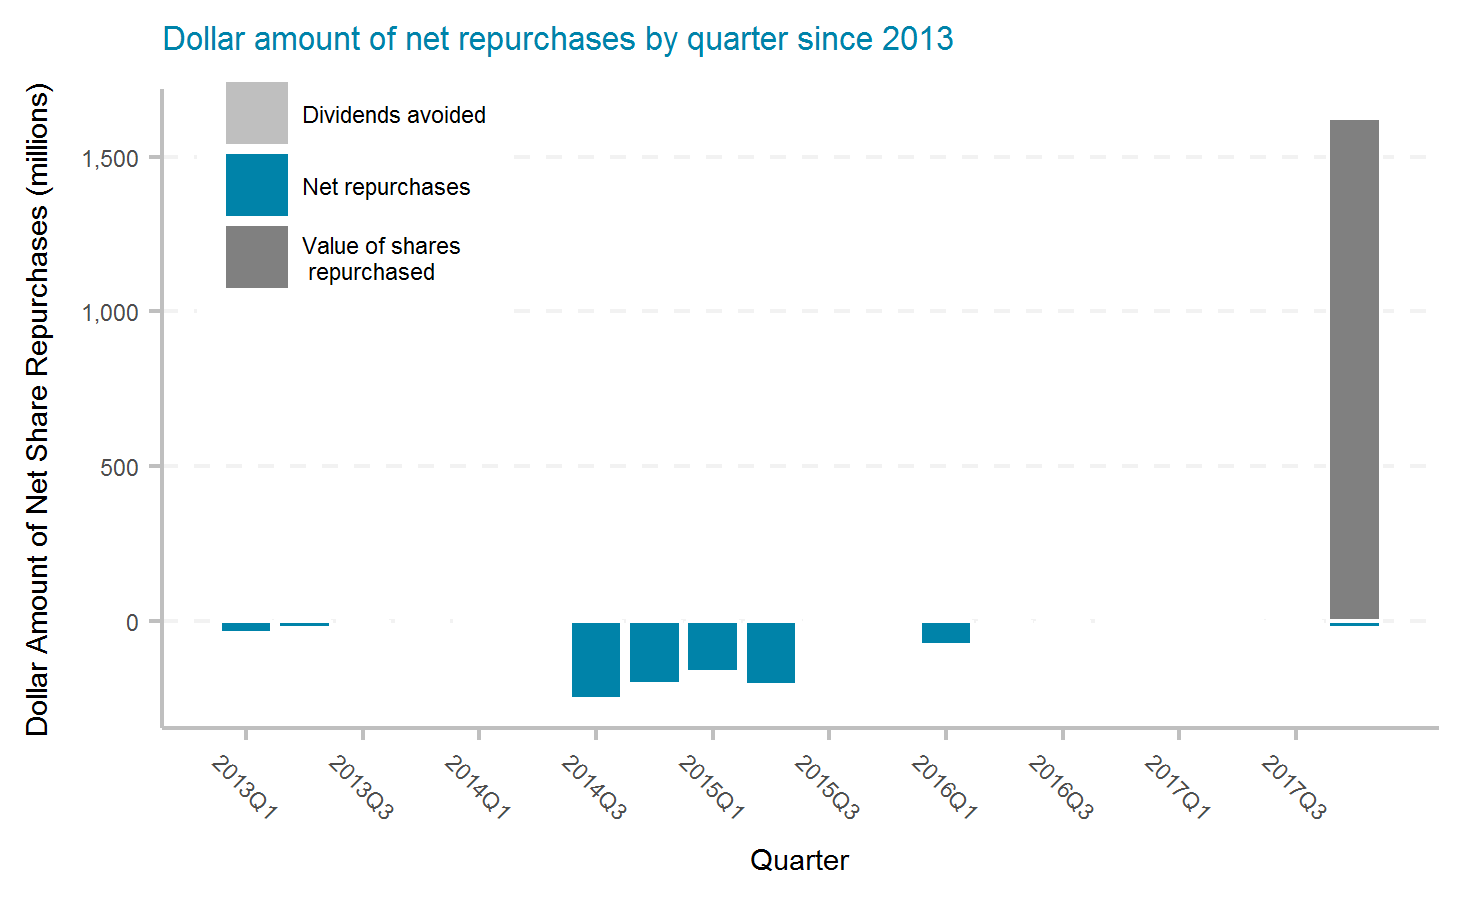 Dollar amount of net repurchases by quarter since 2013
Dollar Amount of Net Share Repurchases (millions)
Dividends avoided
Net repurchases
Value of shares
repurchased
1,500
1,000
500
0
2013Q1
2013Q3
2014Q1
2014Q3
2015Q1
2015Q3
2016Q1
2016Q3
2017Q1
2017Q3
Quarter